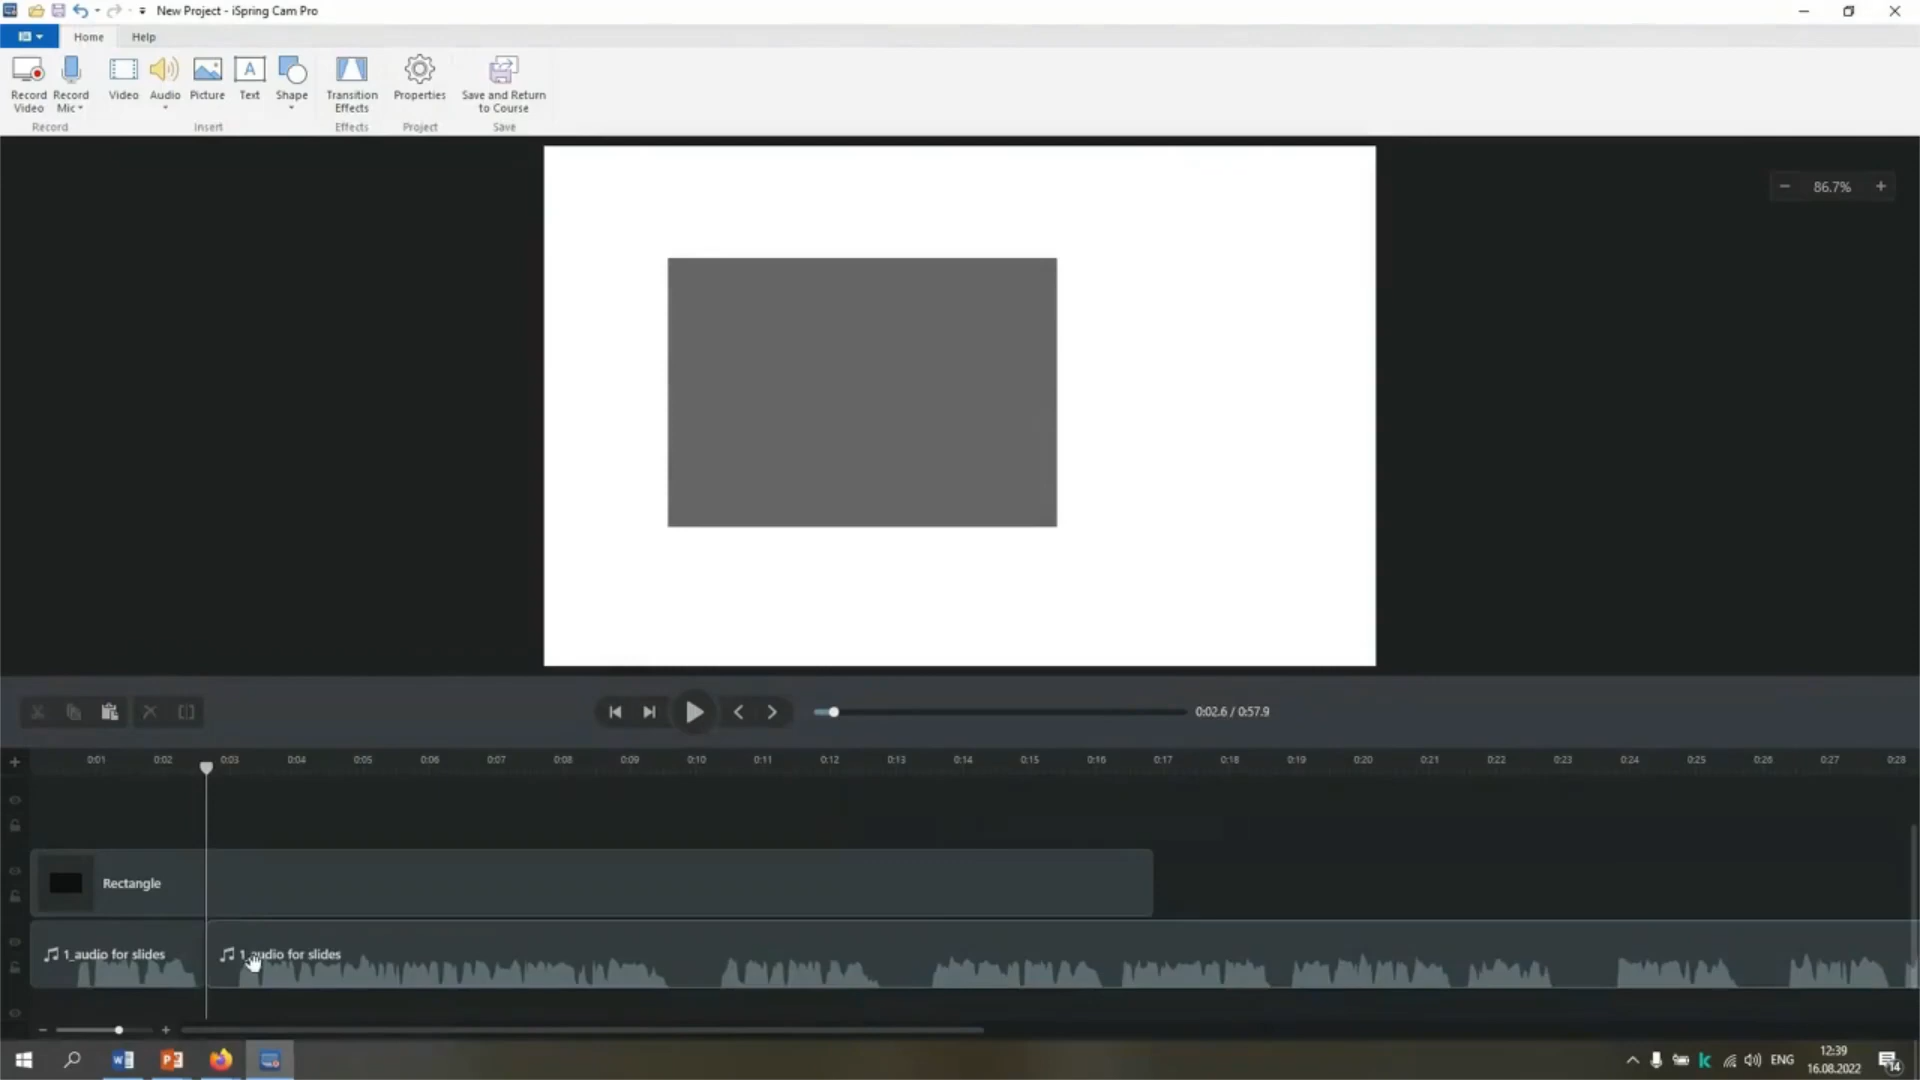 New Project - iSpring Cam Pro
Home Help
Record Video Record Mic Video Audio Picture Text Shape Transition Effects Properties Save and Return to Course
Record Insert Effects Project Save
86.7%
0:02.6 / 0:57.9
0:01 0:02 0:03 0:04 0:05 0:06 0:07 0:08 0:09 0:10 0:11 0:12 0:13 0:14 0:15 0:16 0:17 0:18 0:19 0:20 0:21 0:22 0:23 0:24 0:25 0:26 0:27 0:28
Rectangle
1_audio for slides 1_audio for slides
ENG 12:39
16.08.2022 14